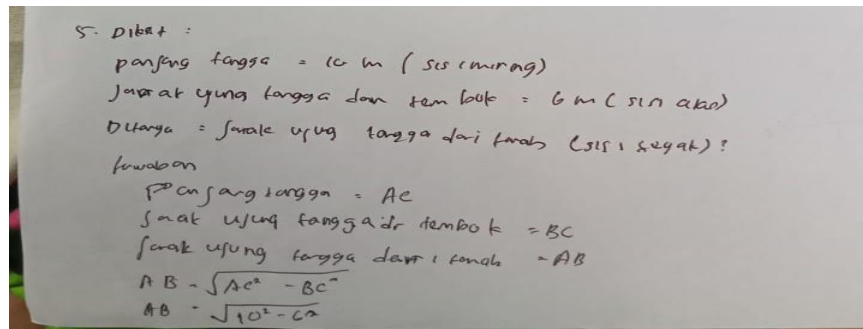 5. Diket :
panjang tangga = 10 m (sisi miring)
Jarak ujung tangga dan tembok = 6 m (sisi alas)
Ditanya = Jarak ujung tangga dari tanah (sisi tegak)?
Jawaban
Panjang tangga = AC
Jarak ujung tangga dr tembok = BC
Jarak ujung tangga dari tanah = AB
AB = √AC² - BC²
AB = √10² - 6²